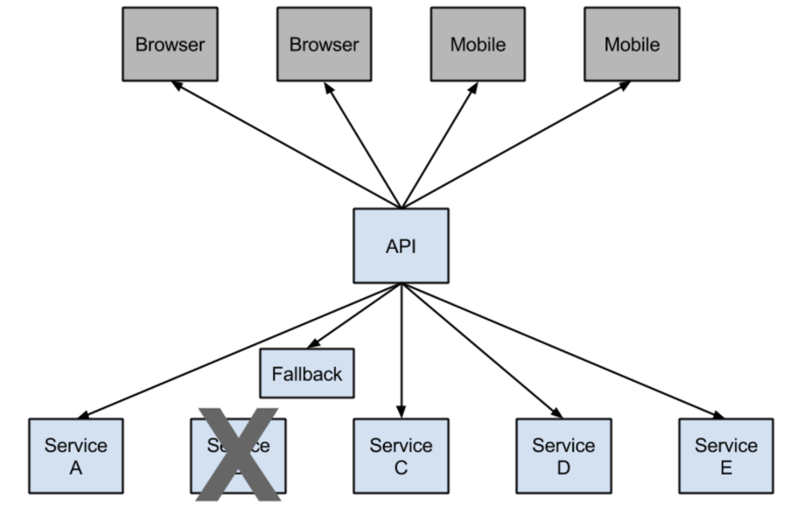 Browser
Browser
Mobile
Mobile
API
Fallback
Service
A
Service
C
Service
D
Service
E